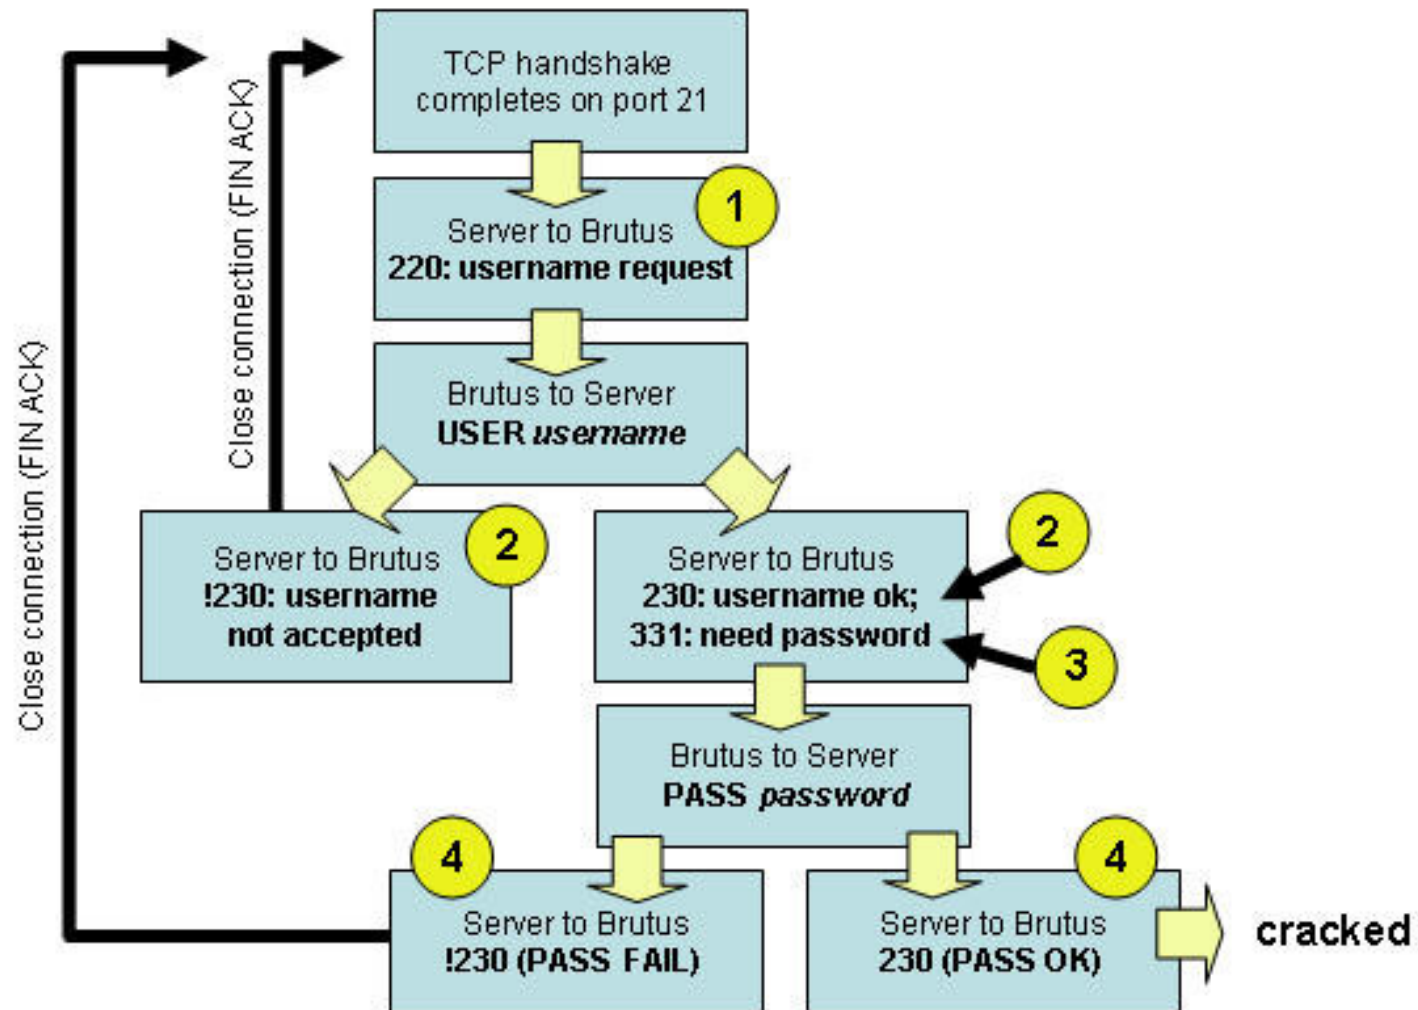 TCP handshake
completes on port 21
1
Server to Brutus
220: username request
Brutus to Server
USER username
Close connection (FIN ACK)
Close connection (FIN ACK)
2
Server to Brutus
!230: username
not accepted
Server to Brutus
230: username ok;
331: need password
2
3
Brutus to Server
PASS password
4
Server to Brutus
!230 (PASS FAIL)
4
Server to Brutus
230 (PASS OK)
cracked